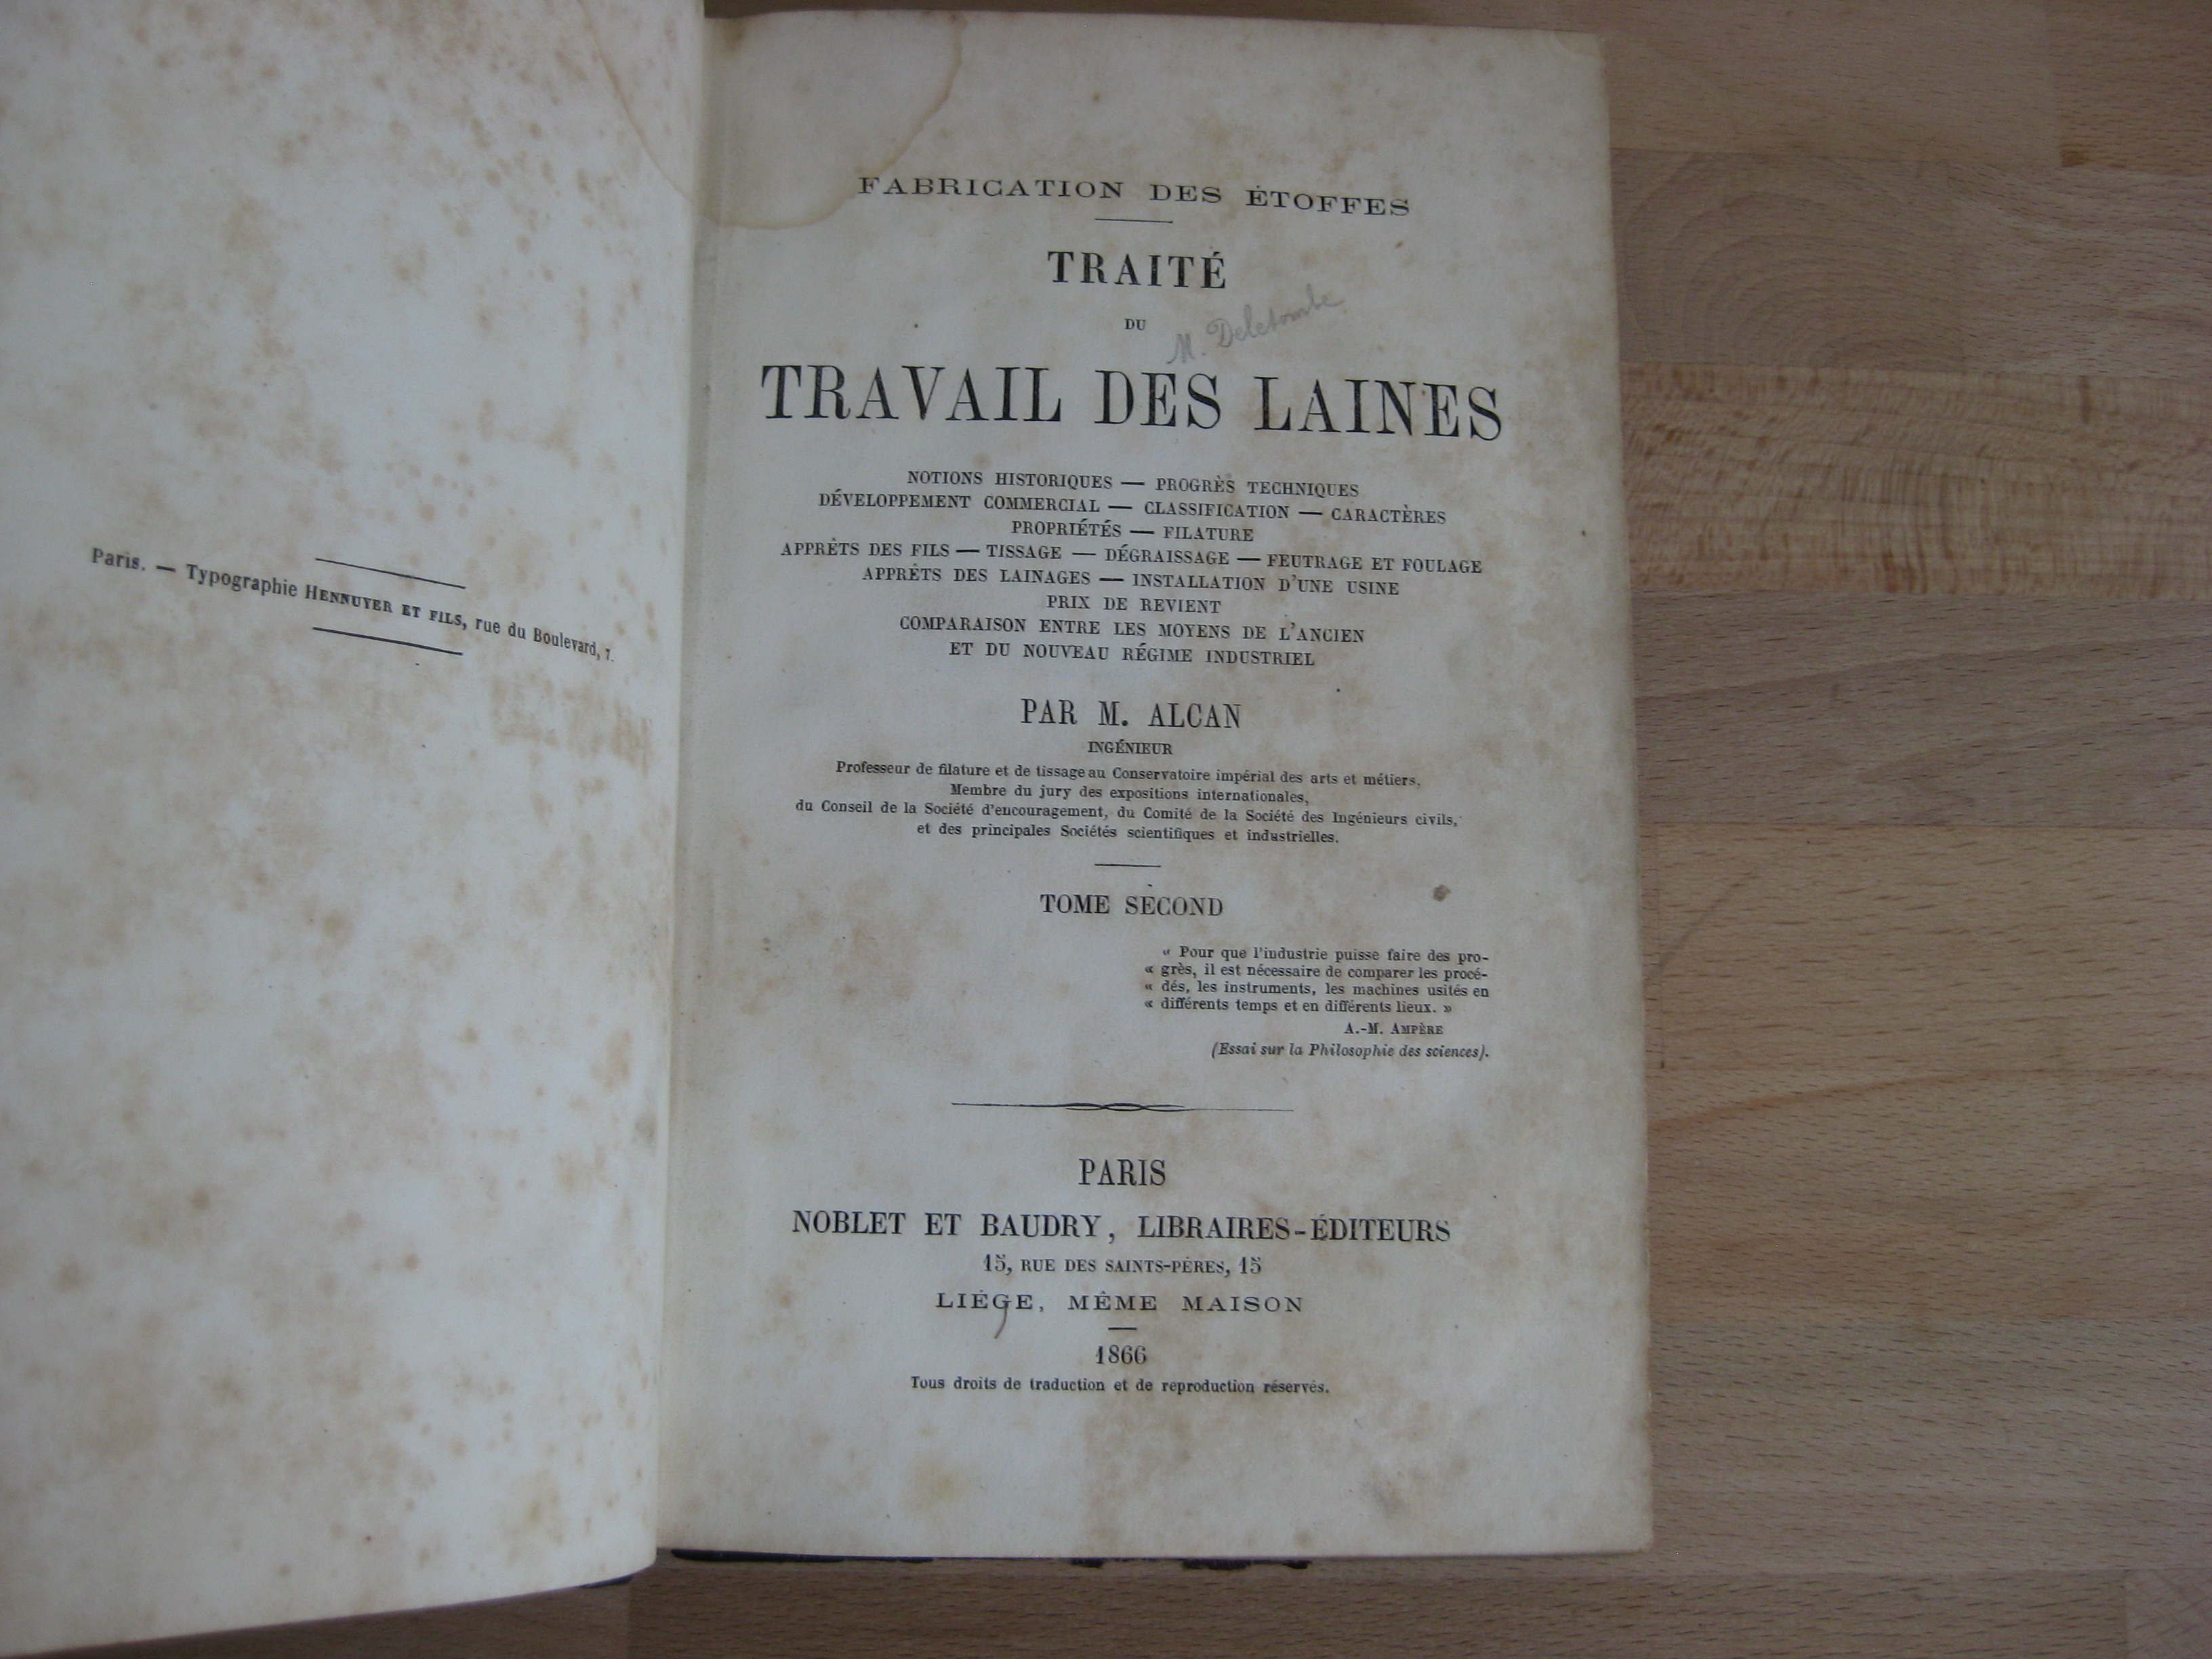 Paris. — Typographie HENNUYER ET FILS, rue du Boulevard, 7.
FABRICATION DES ÉTOFFES
TRAITÉ
DU
M. Deletombe
TRAVAIL DES LAINES
NOTIONS HISTORIQUES — PROGRÈS TECHNIQUES
DÉVELOPPEMENT COMMERCIAL — CLASSIFICATION — CARACTÈRES
PROPRIÉTÉS — FILATURE
APPRÊTS DES FILS — TISSAGE — DÉGRAISSAGE — FEUTRAGE ET FOULAGE
APPRÊTS DES LAINAGES — INSTALLATION D'UNE USINE
PRIX DE REVIENT
COMPARAISON ENTRE LES MOYENS DE L'ANCIEN
ET DU NOUVEAU RÉGIME INDUSTRIEL
PAR M. ALCAN
INGÉNIEUR
Professeur de filature et de tissage au Conservatoire impérial des arts et métiers,
Membre du jury des expositions internationales,
du Conseil de la Société d'encouragement, du Comité de la Société des Ingénieurs civils,
et des principales Sociétés scientifiques et industrielles.
TOME SECOND
« Pour que l'industrie puisse faire des pro-
« grès, il est nécessaire de comparer les procé-
« dés, les instruments, les machines usités en
« différents temps et en différents lieux. »
A.-M. AMPÈRE
(Essai sur la Philosophie des sciences).
PARIS
NOBLET ET BAUDRY, LIBRAIRES-ÉDITEURS
15, RUE DES SAINTS-PÈRES, 15
LIÉGE, MÊME MAISON
1866
Tous droits de traduction et de reproduction réservés.